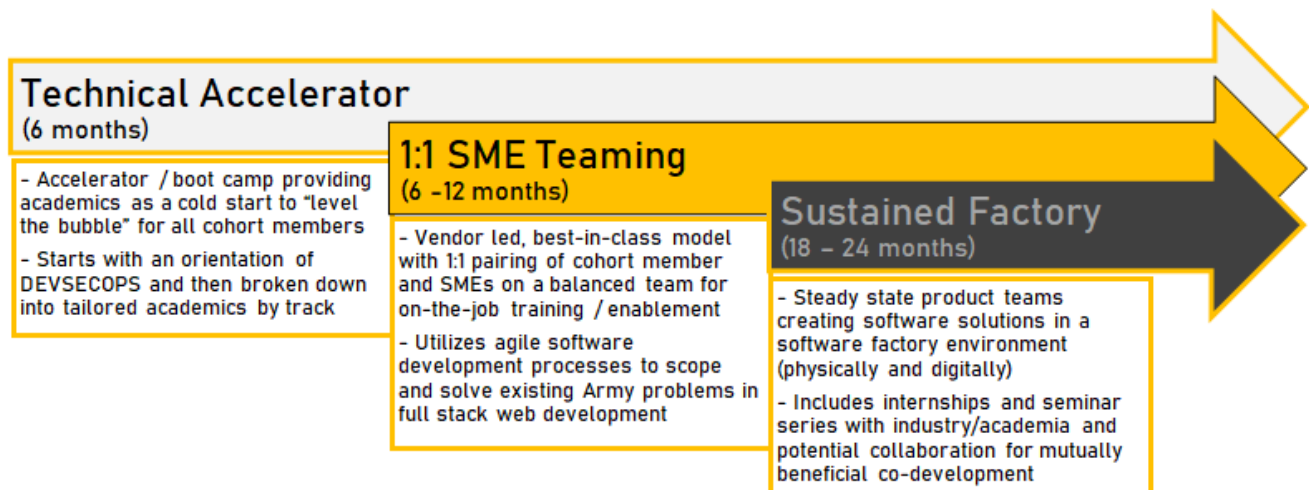 Technical Accelerator
(6 months)
- Accelerator / boot camp providing
academics as a cold start to “level
the bubble” for all cohort members
- Starts with an orientation of
DEVSECOPS and then broken down
into tailored academics by track
1:1 SME Teaming
(6 -12 months)
- Vendor led, best-in-class model
with 1:1 pairing of cohort member
and SMEs on a balanced team for
on-the-job training / enablement
- Utilizes agile software
development processes to scope
and solve existing Army problems in
full stack web development
Sustained Factory
(18 – 24 months)
- Steady state product teams
creating software solutions in a
software factory environment
(physically and digitally)
- Includes internships and seminar
series with industry/academia and
potential collaboration for mutually
beneficial co-development